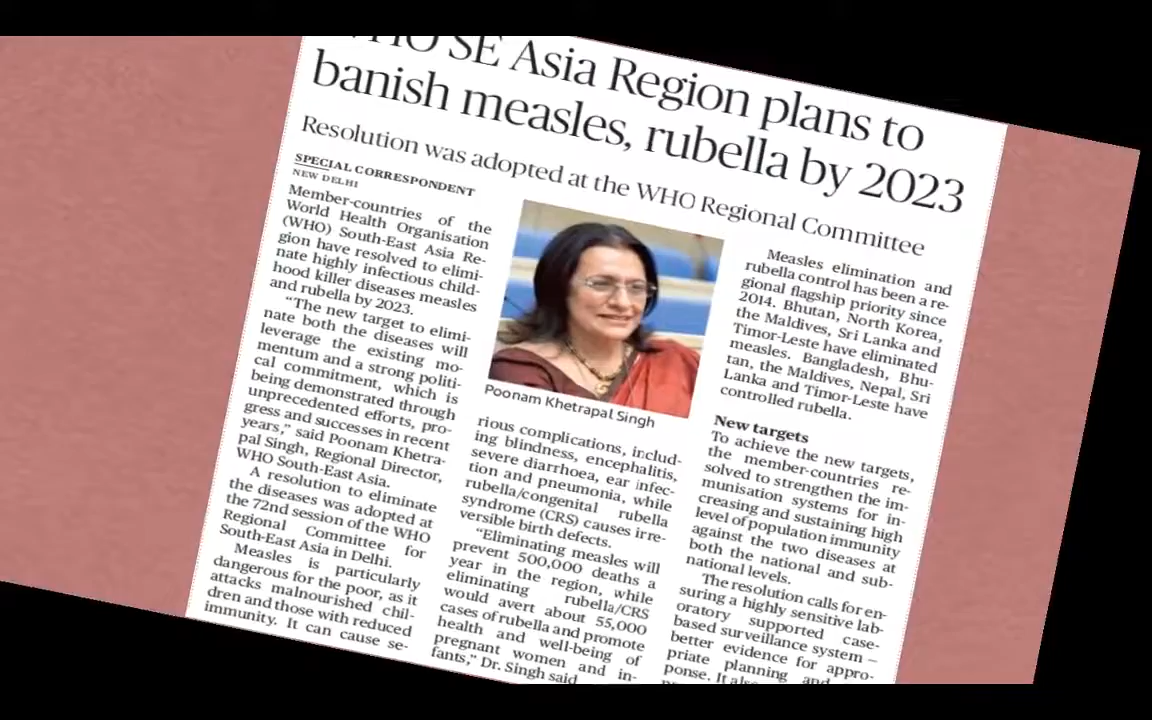 WHO SE Asia Region plans to
banish measles, rubella by 2023
Resolution was adopted at the WHO Regional Committee
SPECIAL CORRESPONDENT
NEW DELHI
Member-countries of the
World Health Organisation
(WHO) South-East Asia Re-
gion have resolved to elimi-
nate highly infectious child-
hood killer diseases measles
and rubella by 2023.
“The new target to elimi-
nate both the diseases will
leverage the existing mo-
mentum and a strong politi-
cal commitment, which is
being demonstrated through
unprecedented efforts, pro-
gress and successes in recent
years,” said Poonam Khetra-
pal Singh, Regional Director,
WHO South-East Asia.
A resolution to eliminate
the diseases was adopted at
the 72nd session of the WHO
Regional Committee for
South-East Asia in Delhi.
Measles is particularly
dangerous for the poor, as it
attacks malnourished chil-
dren and those with reduced
immunity. It can cause se-
Poonam Khetrapal Singh
rious complications, includ-
ing blindness, encephalitis,
severe diarrhoea, ear infec-
tion and pneumonia, while
rubella/congenital rubella
syndrome (CRS) causes irre-
versible birth defects.
“Eliminating measles will
prevent 500,000 deaths a
year in the region, while
eliminating rubella/CRS
would avert about 55,000
cases of rubella and promote
health and well-being of
pregnant women and in-
fants,” Dr. Singh said
Measles elimination and
rubella control has been a re-
gional flagship priority since
2014. Bhutan, North Korea,
the Maldives, Sri Lanka and
Timor-Leste have eliminated
measles. Bangladesh, Bhu-
tan, the Maldives, Nepal, Sri
Lanka and Timor-Leste have
controlled rubella.
New targets
To achieve the new targets,
the member-countries re-
solved to strengthen the im-
munisation systems for in-
creasing and sustaining high
level of population immunity
against the two diseases at
both the national and sub-
national levels.
The resolution calls for en-
suring a highly sensitive lab-
oratory supported case-
based surveillance system –
better evidence for appro-
priate planning and
ponse. It also